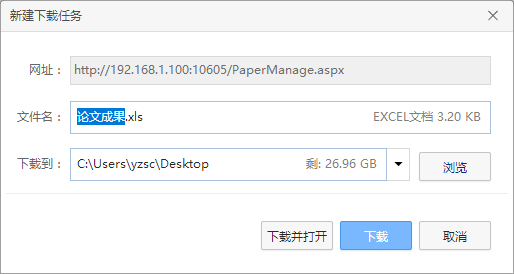 新建下载任务
网址： http://192.168.1.100:10605/PaperManage.aspx
文件名： 论文成果.xls EXCEL文档 3.20 KB
下载到： C:\Users\yzsc\Desktop 剩: 26.96 GB 浏览
下载并打开 下载 取消